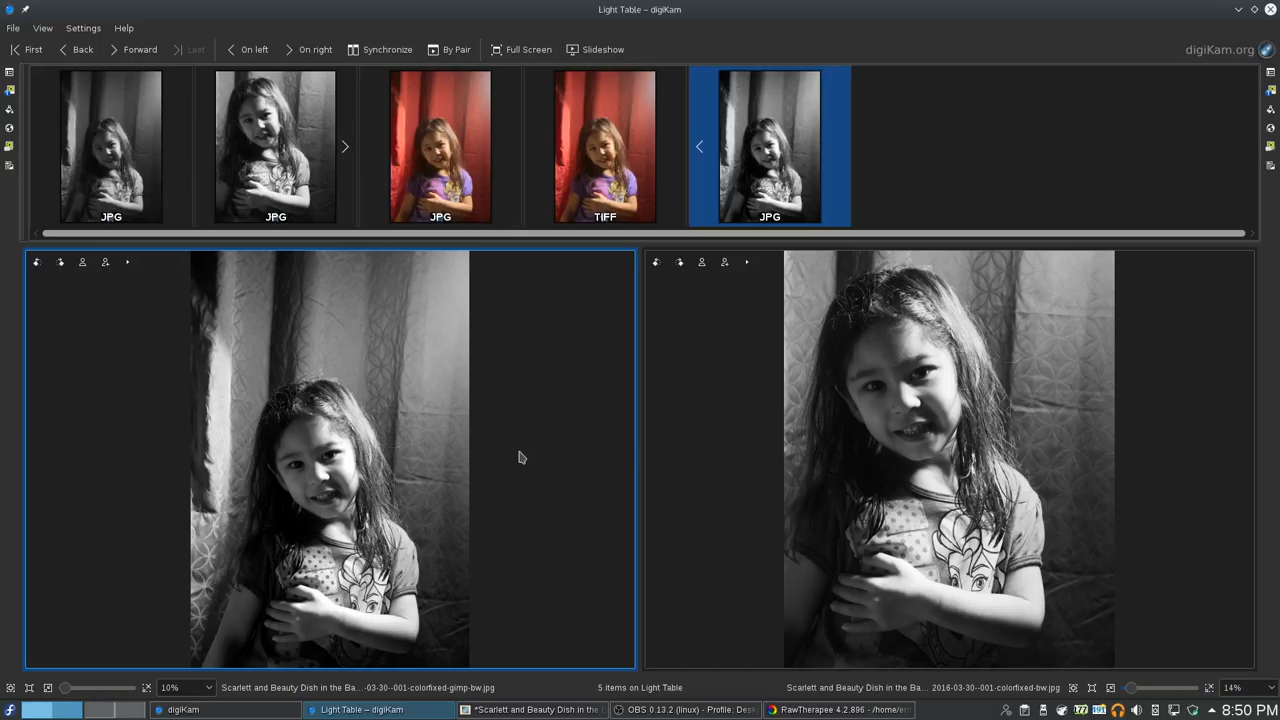 Light Table – digiKam
File View Settings Help
First Back Forward Last On left On right Synchronize By Pair Full Screen Slideshow digiKam.org
JPG JPG JPG TIFF JPG
10% Scarlett and Beauty Dish in the Ba...-03-30--001-colorfixed-gimp-bw.jpg 5 items on Light Table Scarlett and Beauty Dish in the Ba... 2016-03-30--001-colorfixed-bw.jpg 14%
digiKam Light Table – digiKam *Scarlett and Beauty Dish in the OBS 0.13.2 (linux) - Profile: Desk RawTherapee 4.2.896 - /home/er 77 191 8:50 PM